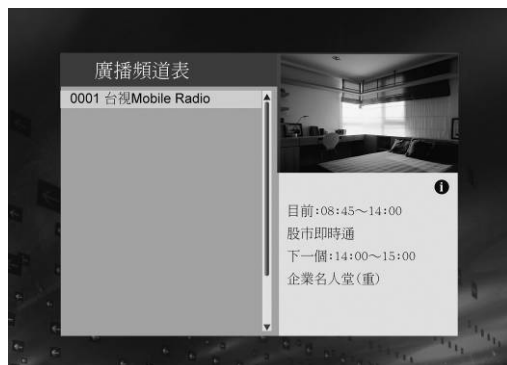 廣播頻道表
0001 台視Mobile Radio
目前:08:45～14:00
股市即時通
下一個:14:00～15:00
企業名人堂(重)